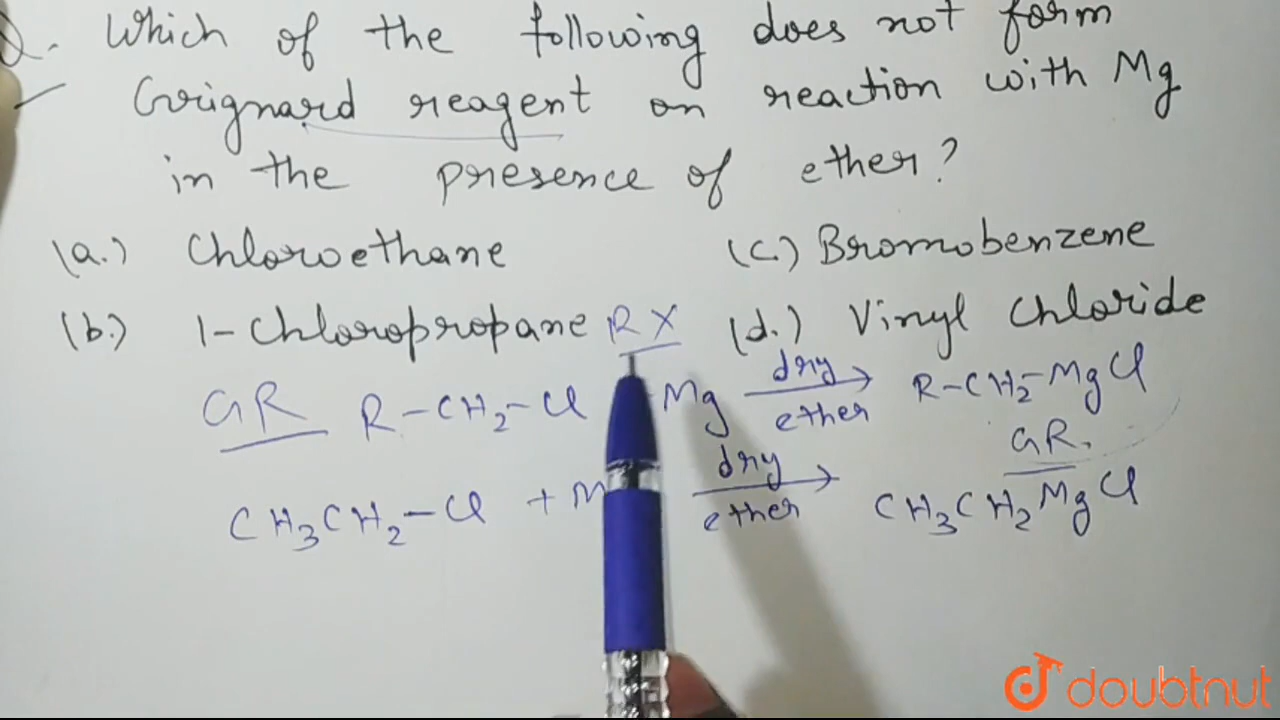 Q. Which of the following does not form
Grignard reagent on reaction with Mg
in the presence of ether?
(a.) Chloroethane (c.) Bromobenzene
(b.) 1-Chloropropane RX (d.) Vinyl Chloride
GR R-CH2-Cl Mg dry ether → R-CH2-MgCl
GR.
CH3CH2-Cl + M dry ether → CH3CH2MgCl
doubtnut